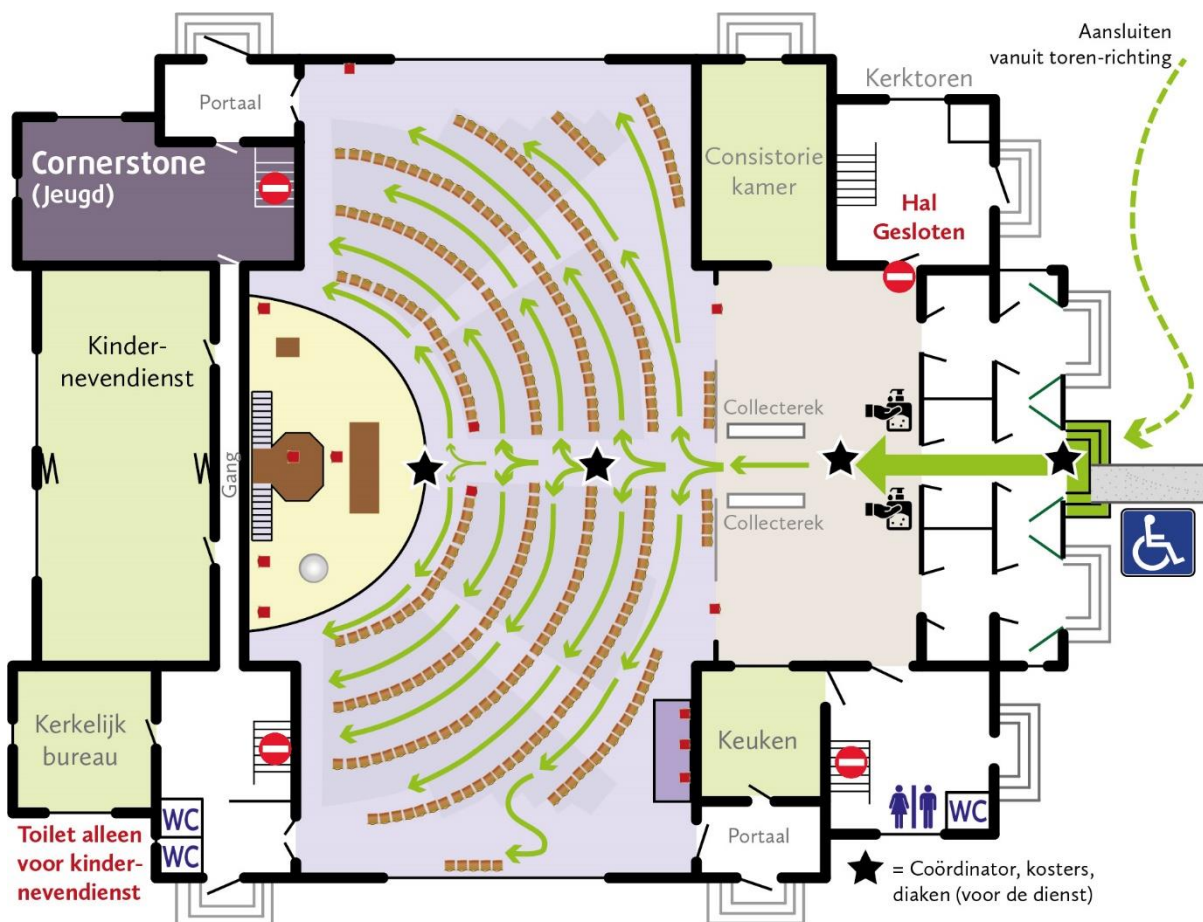 Aansluiten
vanuit toren-richting
Portaal
Kerktoren
Cornerstone
(Jeugd)
Consistorie
kamer
Hal
Gesloten
Kinder-
nevendienst
Collecterek
Gang
Collecterek
Kerkelijk
bureau
Keuken
WC
WC
WC
Toilet alleen
voor kinder-
nevendienst
Portaal
= Coördinator, kosters,
diaken (voor de dienst)